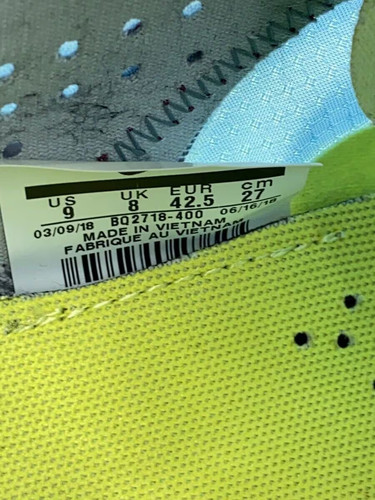 US UK EUR cm
9 8 42.5 27
03/09/18 BQ2718-400 06/16/18
MADE IN VIETNAM
FABRIQUE AU VIETNAM